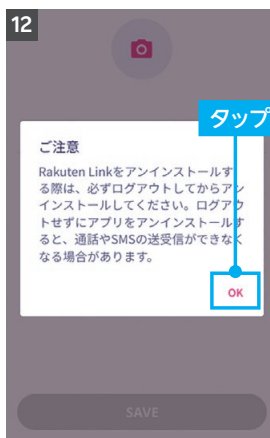 12
タップ
ご注意
Rakuten Linkをアンインストールす
る際は、必ずログアウトしてからアン
インストールしてください。ログアウ
トせずにアプリをアンインストールす
ると、通話やSMSの送受信ができなく
なる場合があります。
OK
SAVE